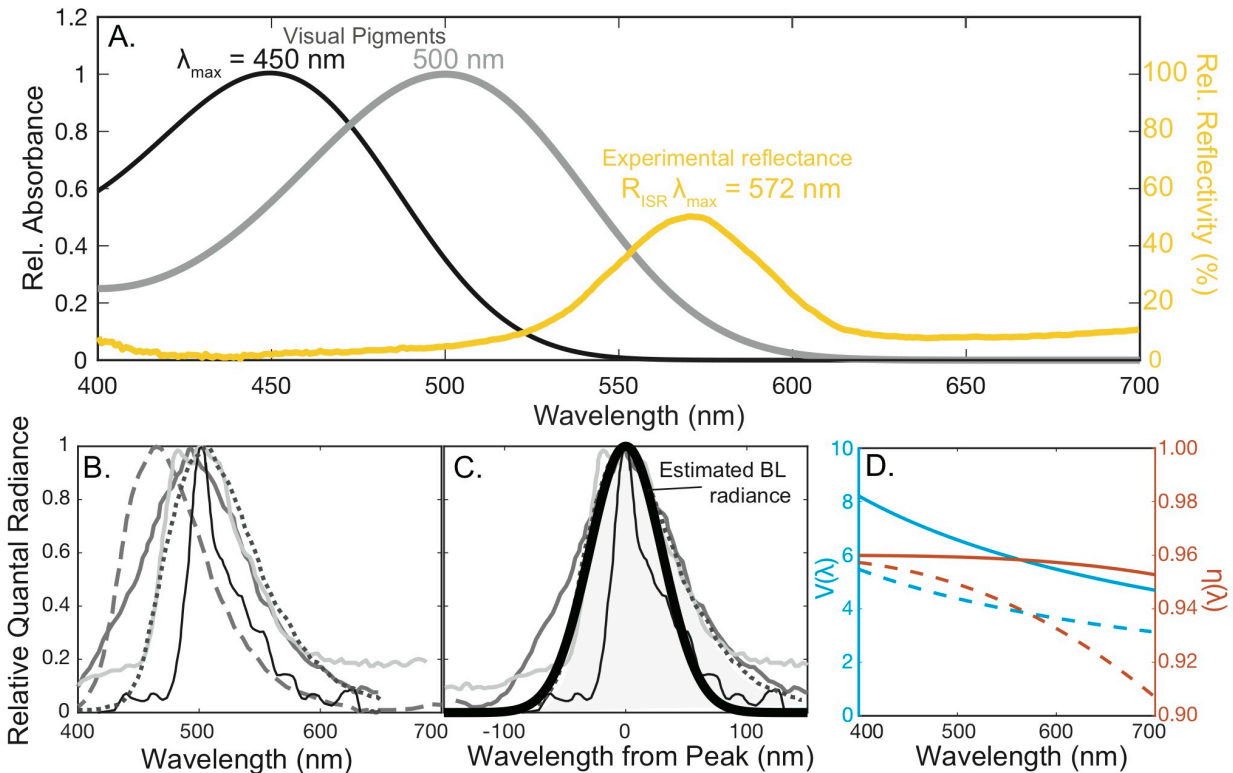 A.
Visual Pigments
λmax = 450 nm
500 nm
Experimental reflectance
RISR λmax = 572 nm
Rel. Absorbance
1.2
1
0.8
0.6
0.4
0.2
0
Rel. Reflectivity (%)
100
80
60
40
20
0
400 450 500 550 600 650 700
Wavelength (nm)
B.
Relative Quantal Radiance
1
0.8
0.6
0.4
0.2
0
400 500 600 700
Wavelength (nm)
C.
Estimated BL
radiance
-100 0 100
Wavelength from Peak (nm)
D.
V(λ)
10
8
6
4
2
0
η(λ)
1.00
0.98
0.96
0.94
0.92
0.90
400 500 600 700
Wavelength (nm)